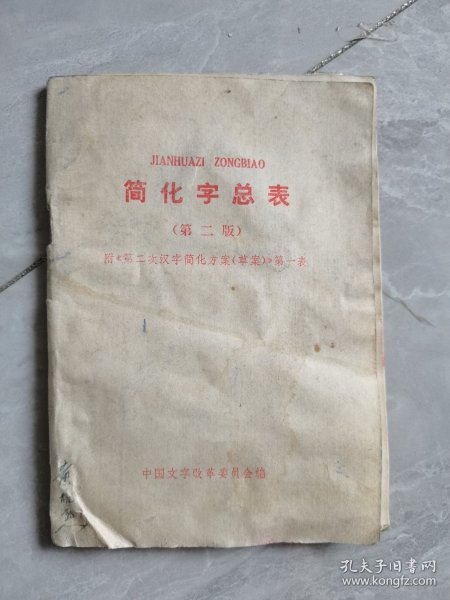 JIANHUAZI ZONGBIAO
简化字总表
(第二版)
附《第二次汉字简化方案(草案)》第一表
中国文字改革委员会编
孔夫子旧书网
www.kongfz.com